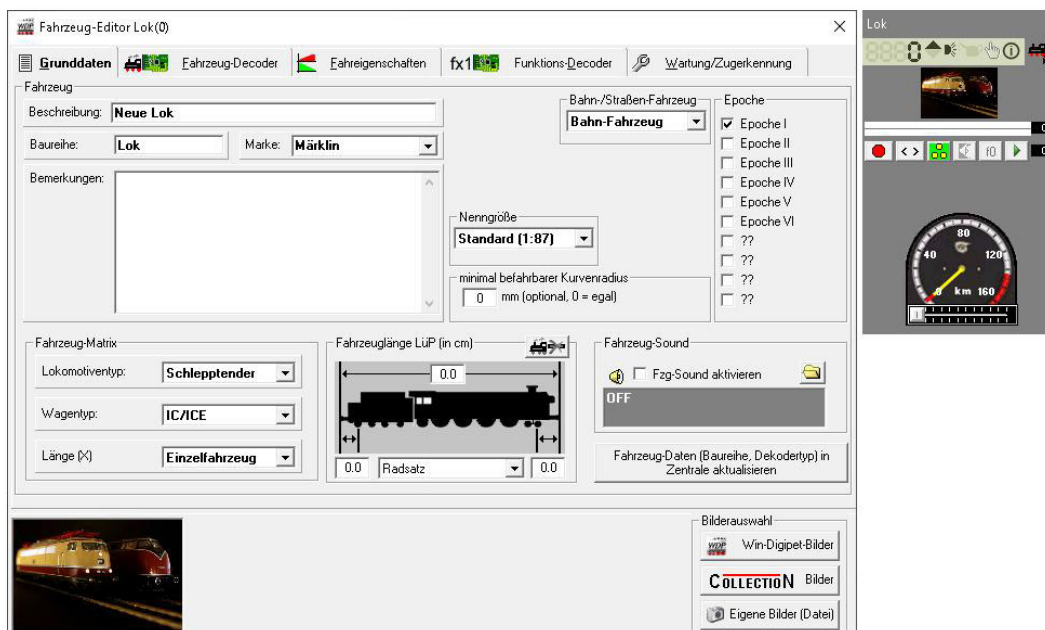 Fahrzeug-Editor Lok(0)
Grunddaten
Fahrzeug-Decoder
Fahreigenschaften
fx1
Funktions-Decoder
Wartung/Zugerkennung
Fahrzeug
Beschreibung: Neue Lok
Baureihe: Lok
Marke: Märklin
Bemerkungen:
Bahn-/Straßen-Fahrzeug
Bahn-Fahrzeug
Nenngröße
Standard (1:87)
minimal befahrbarer Kurvenradius
0 mm (optional, 0 = egal)
Epoche
Epoche I
Epoche II
Epoche III
Epoche IV
Epoche V
Epoche VI
??
??
??
??
Fahrzeug-Matrix
Lokomotiventyp: Schlepptender
Wagentyp: IC/ICE
Länge (X) Einzelfahrzeug
Fahrzeuglänge LüP (in cm)
0.0
0.0 Radsatz 0.0
Fahrzeug-Sound
Fzg-Sound aktivieren
OFF
Fahrzeug-Daten (Baureihe, Dekodertyp) in
Zentrale aktualisieren
Bilderauswahl
WDP Win-Digipet-Bilder
COLLECTION Bilder
Eigene Bilder (Datei)
Lok
0
< > f0
80
40 120
0 km 160